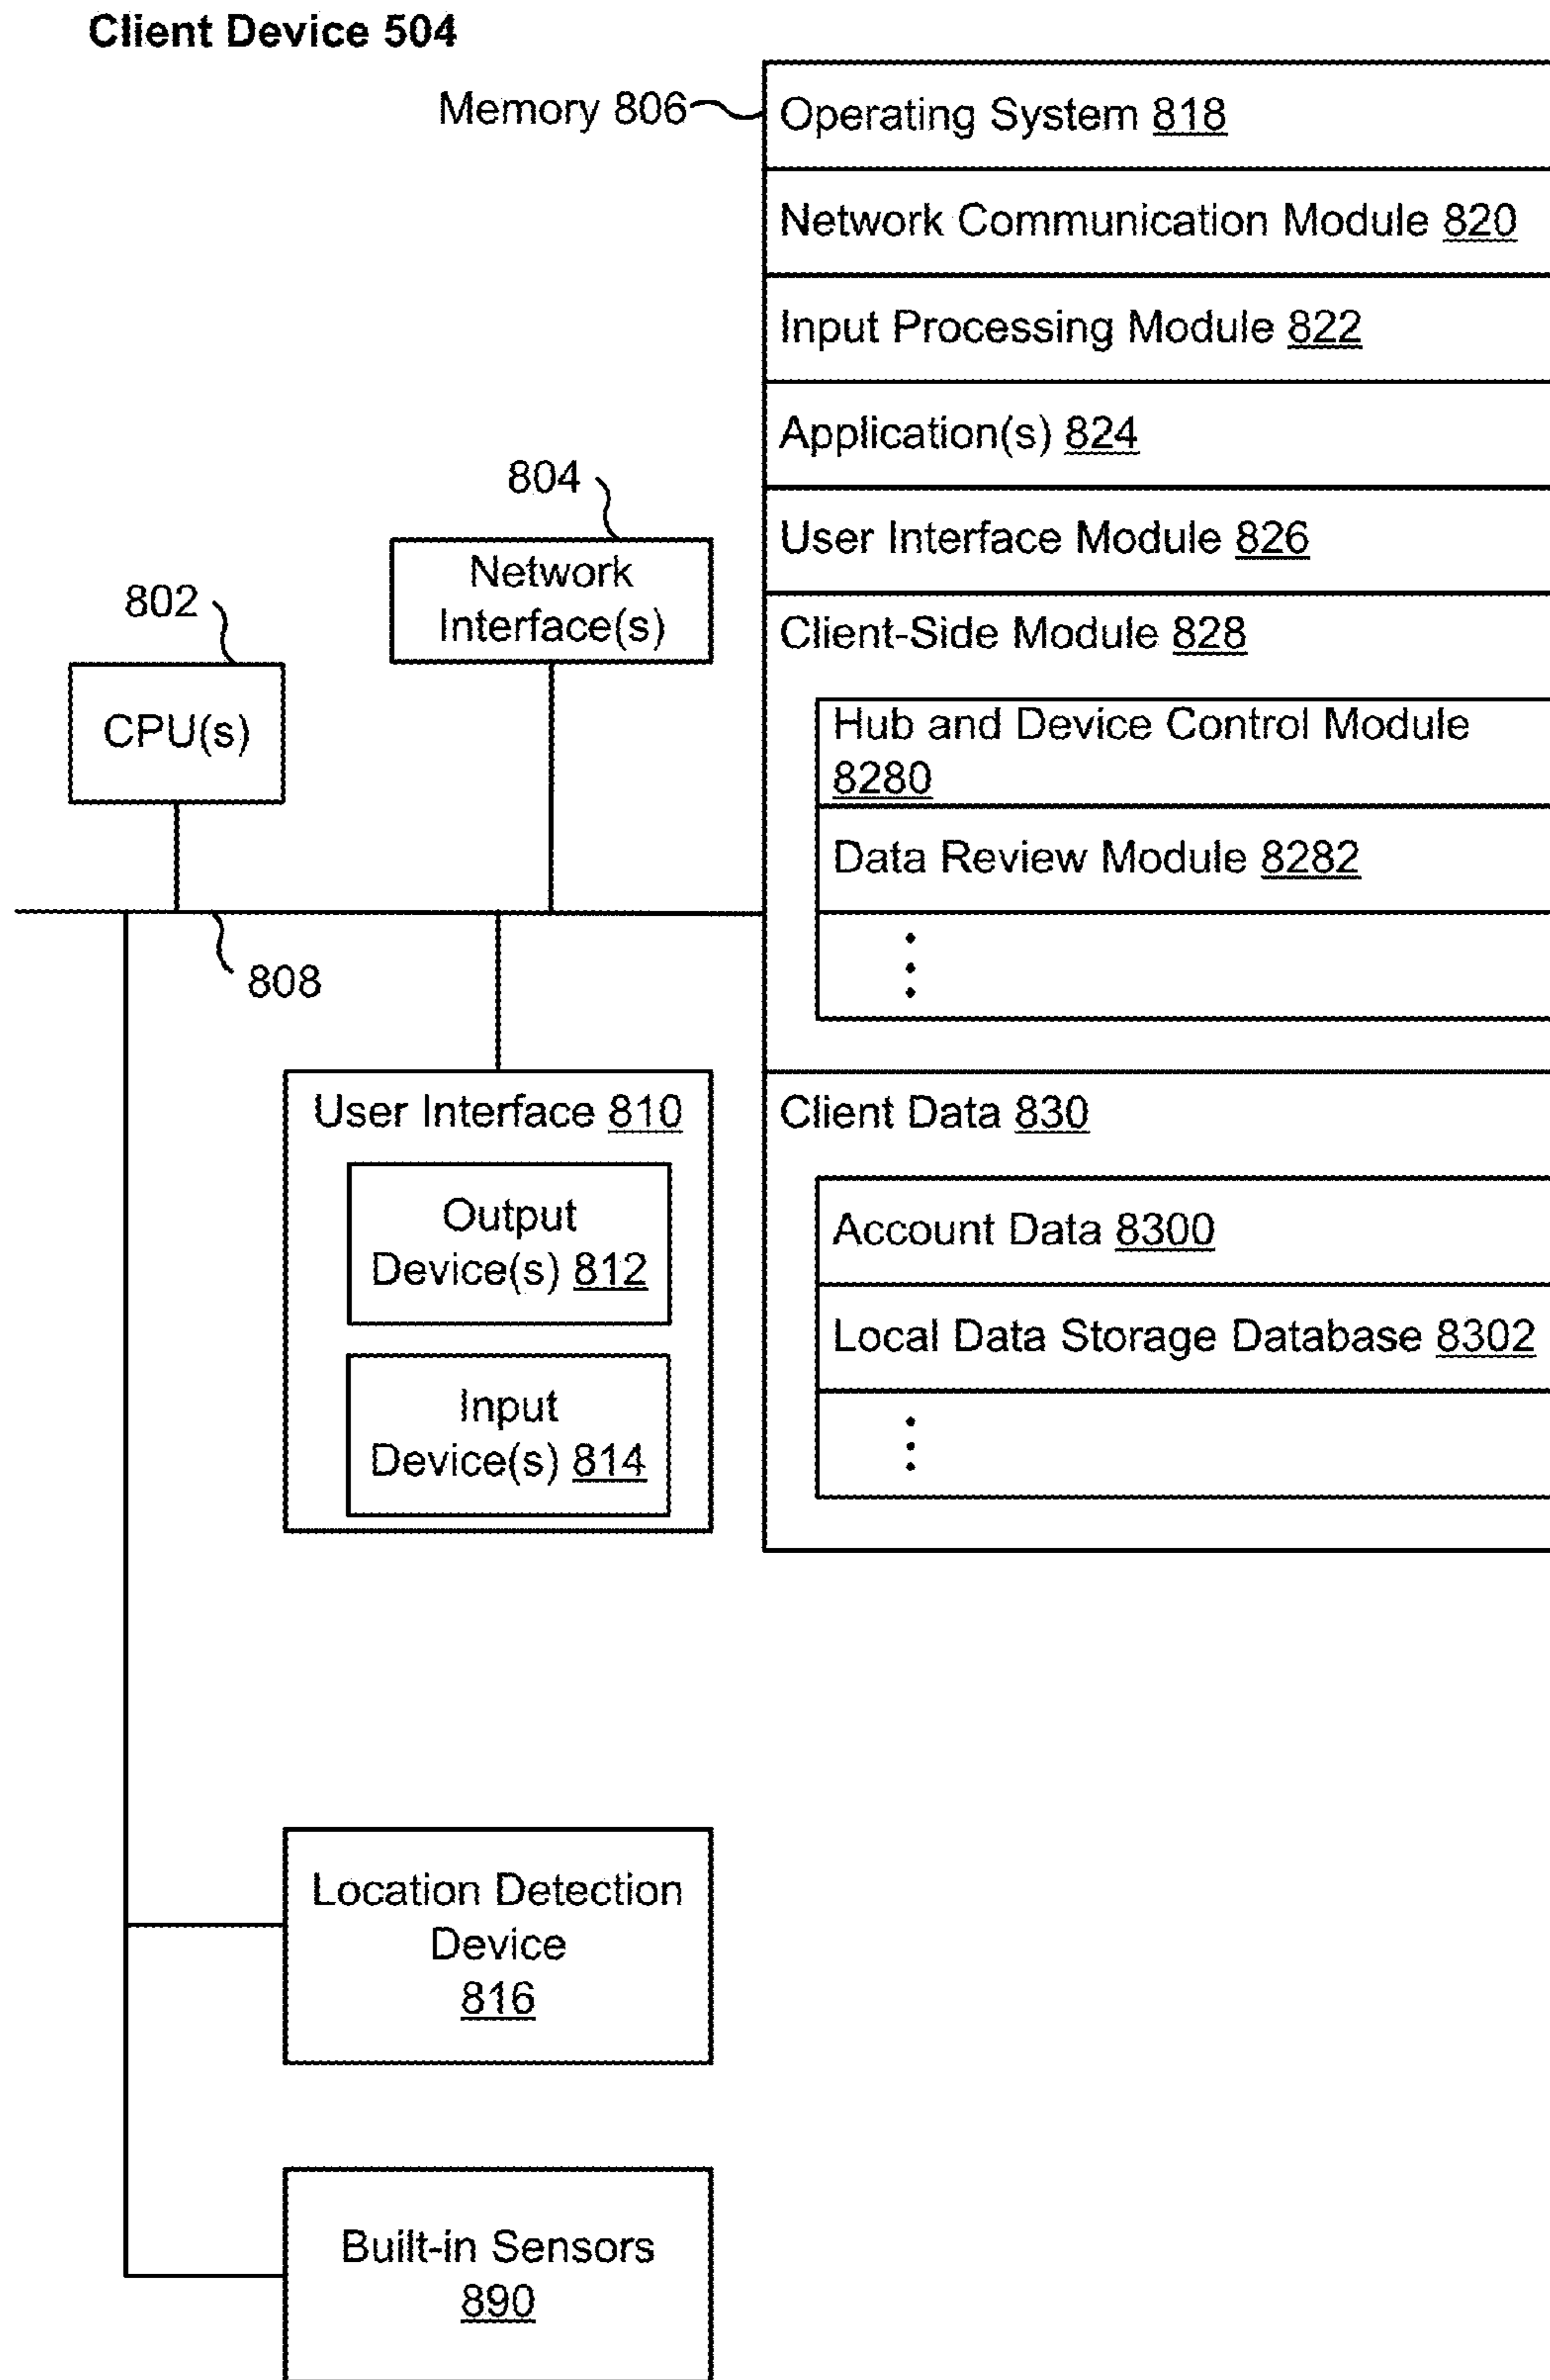 Client Device 504
Memory 806
Operating System 818
Network Communication Module 820
Input Processing Module 822
Application(s) 824
User Interface Module 826
Client-Side Module 828
Hub and Device Control Module
8280
Data Review Module 8282
804
Network
Interface(s)
802
CPU(s)
808
User Interface 810
Output
Device(s) 812
Input
Device(s) 814
Client Data 830
Account Data 8300
Local Data Storage Database 8302
Location Detection
Device
816
Built-in Sensors
890